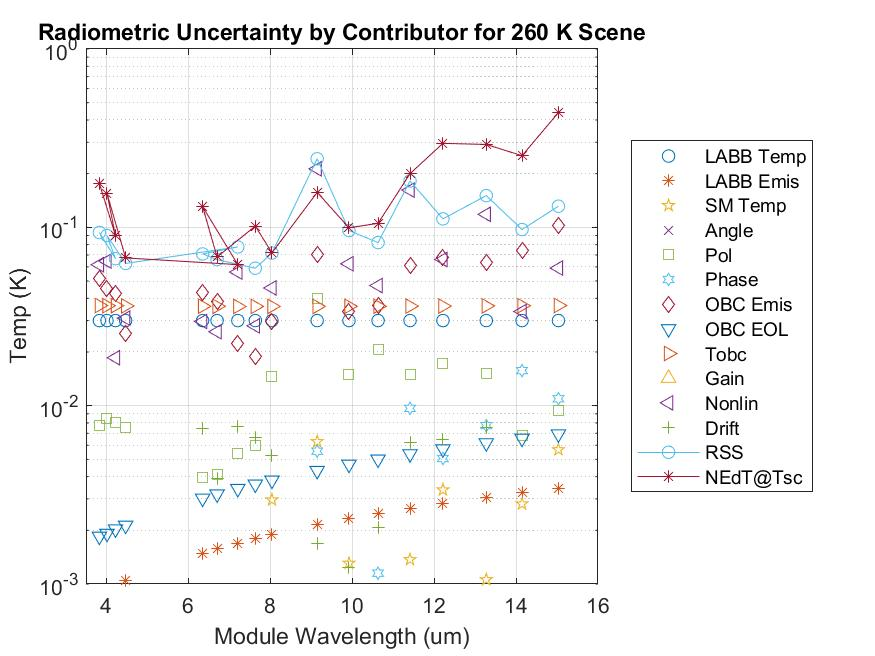 Radiometric Uncertainty by Contributor for 260 K Scene
10^0
10^-1
10^-2
10^-3
Temp (K)
4 6 8 10 12 14 16
Module Wavelength (um)
LABB Temp
LABB Emis
SM Temp
Angle
Pol
Phase
OBC Emis
OBC EOL
Tobc
Gain
Nonlin
Drift
RSS
NEdT@Tsc